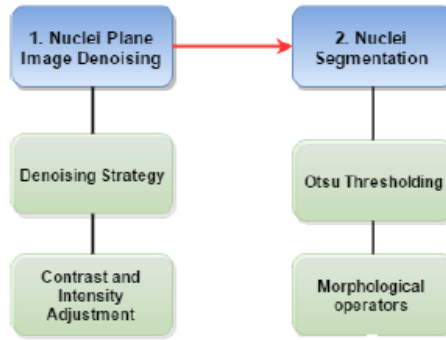 1. Nuclei Plane
Image Denoising
2. Nuclei
Segmentation
Denoising Strategy
Otsu Thresholding
Contrast and
Intensity
Adjustment
Morphological
operators